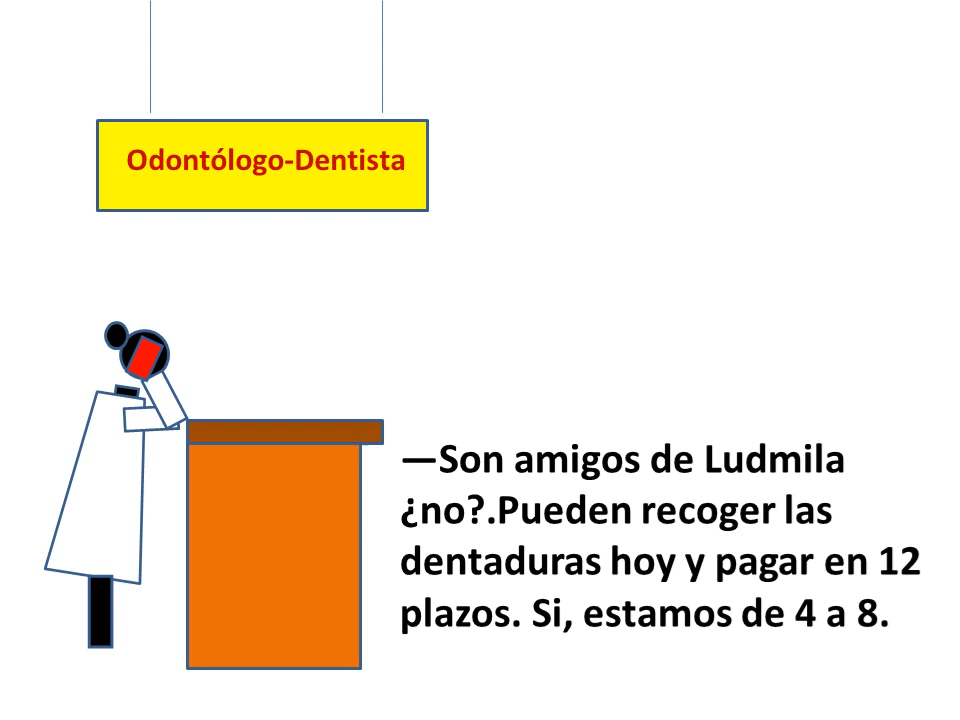 Odontólogo-Dentista
—Son amigos de Ludmila
¿no?.Pueden recoger las
dentaduras hoy y pagar en 12
plazos. Si, estamos de 4 a 8.